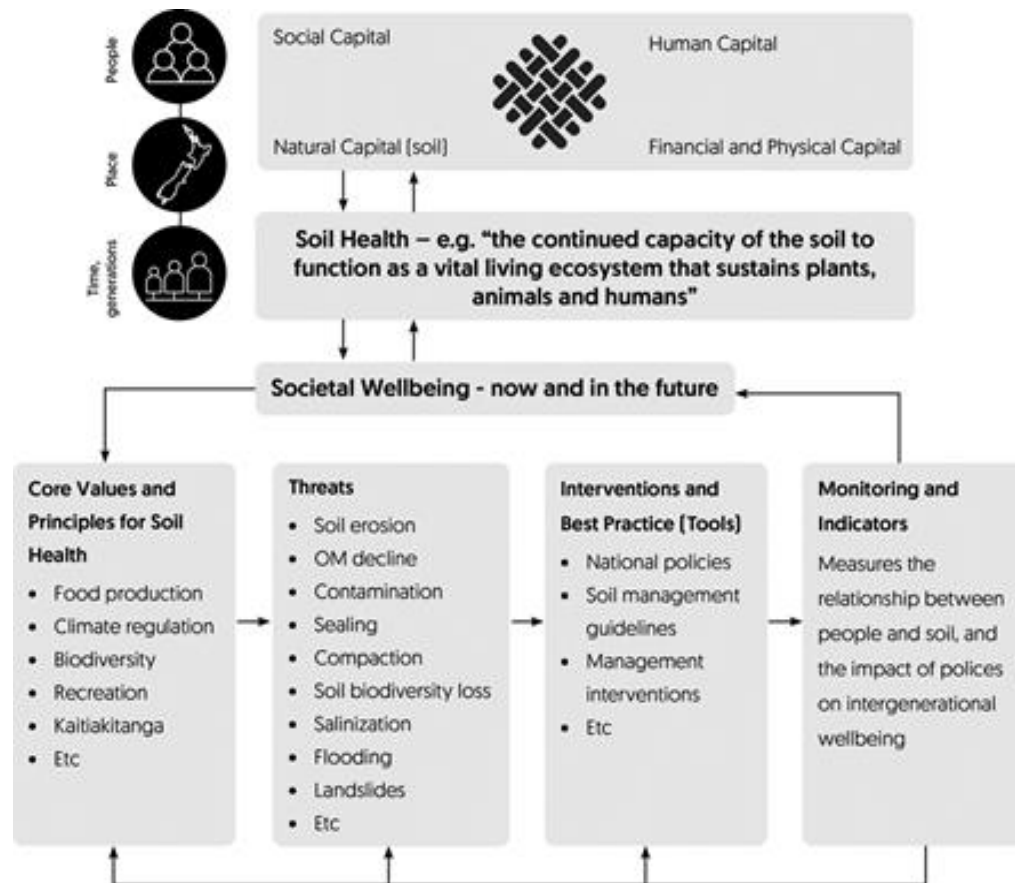 People
Place
Time,
generations
Social Capital
Human Capital
Natural Capital (soil)
Financial and Physical Capital
Soil Health – e.g. “the continued capacity of the soil to
function as a vital living ecosystem that sustains plants,
animals and humans”
Societal Wellbeing - now and in the future
Core Values and
Principles for Soil
Health
• Food production
• Climate regulation
• Biodiversity
• Recreation
• Kaitiakitanga
• Etc
Threats
• Soil erosion
• OM decline
• Contamination
• Sealing
• Compaction
• Soil biodiversity loss
• Salinization
• Flooding
• Landslides
• Etc
Interventions and
Best Practice (Tools)
• National policies
• Soil management
guidelines
• Management
interventions
• Etc
Monitoring and
Indicators
Measures the
relationship between
people and soil, and
the impact of polices
on intergenerational
wellbeing